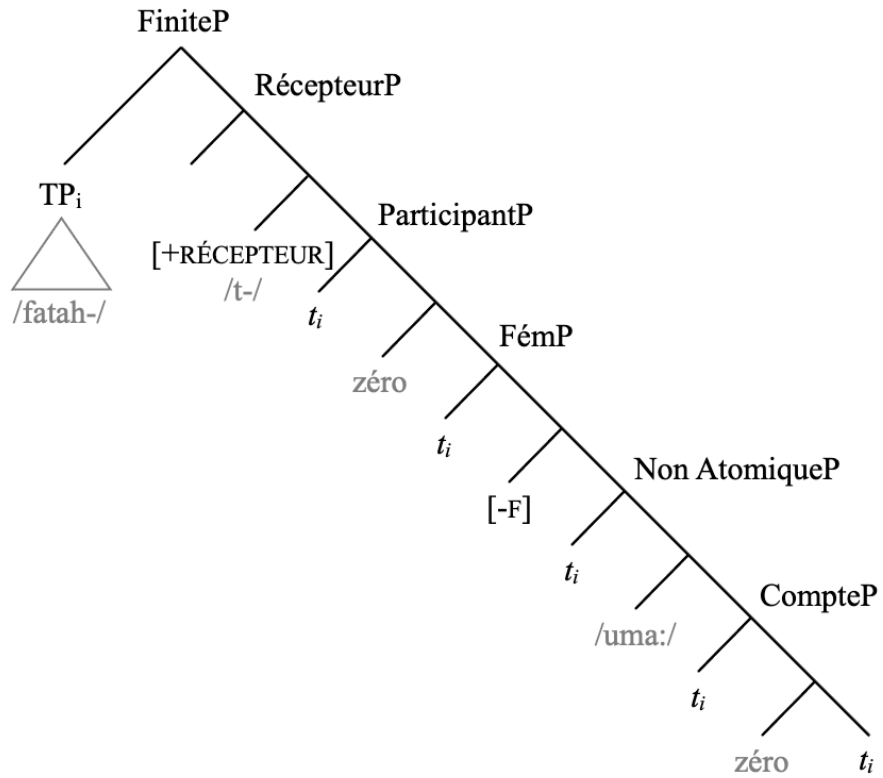 FiniteP
RécepteurP
TPᵢ
ParticipantP
[+RÉCEPTEUR]
/t-/
/fatah-/
tᵢ
FémP
zéro
tᵢ
Non AtomiqueP
[-F]
tᵢ
CompteP
/uma:/
tᵢ
zéro
tᵢ